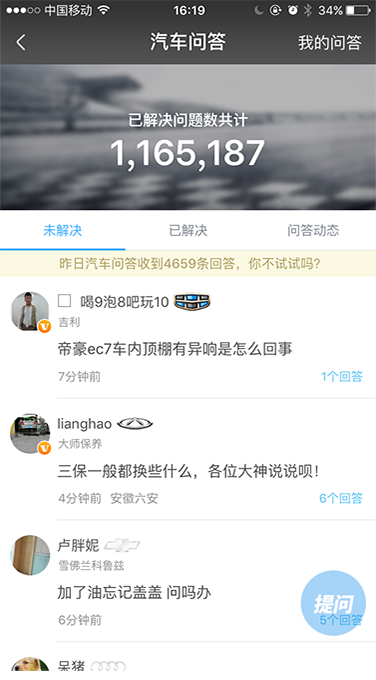 中国移动 16:19 34%
汽车问答 我的问答
已解决问题数共计
1,165,187
未解决 已解决 问答动态
昨日汽车问答收到4659条回答，你不试试吗?
喝9泡8吧玩10
吉利
帝豪ec7车内顶棚有异响是怎么回事
7分钟前 1个回答
lianghao
大师保养
三保一般都换些什么，各位大神说说呗!
4分钟前 安徽六安 6个回答
卢胖妮
雪佛兰科鲁兹
加了油忘记盖盖 问吗办
6分钟前 5个回答
提问
呆猪